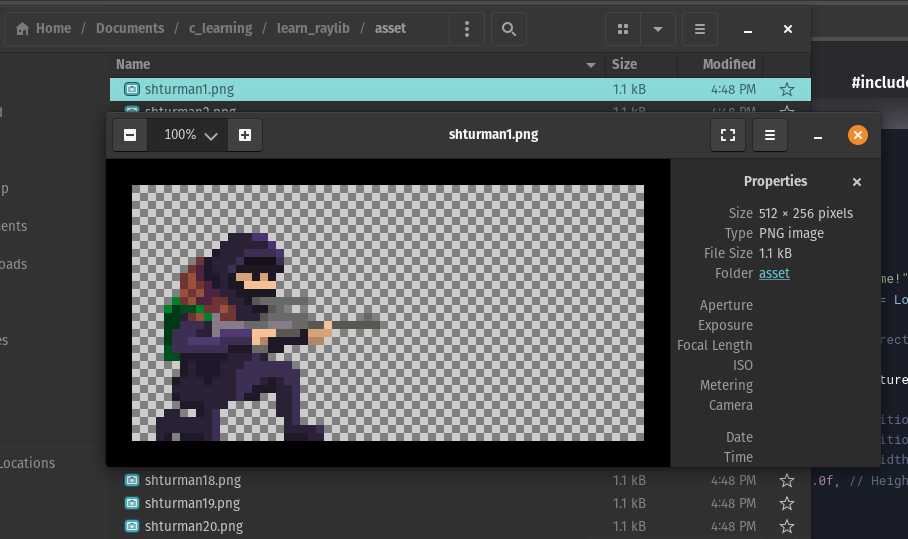 Home / Documents / c_learning / learn_raylib / asset
Name Size Modified
shturman1.png 1.1 kB 4:48 PM
shturman2.png 1.1 kB 4:48 PM
#include
100% shturman1.png
Properties
Size 512 × 256 pixels
Type PNG image
File Size 1.1 kB
Folder asset
Aperture
Exposure
Focal Length
ISO
Metering
Camera
Date
Time
p
ents
oads
es
Locations
me!"
= Lo
rect
ture
itio
itio
idth
.0f, // Heigh
shturman18.png 1.1 kB 4:48 PM
shturman19.png 1.1 kB 4:48 PM
shturman20.png 1.1 kB 4:48 PM